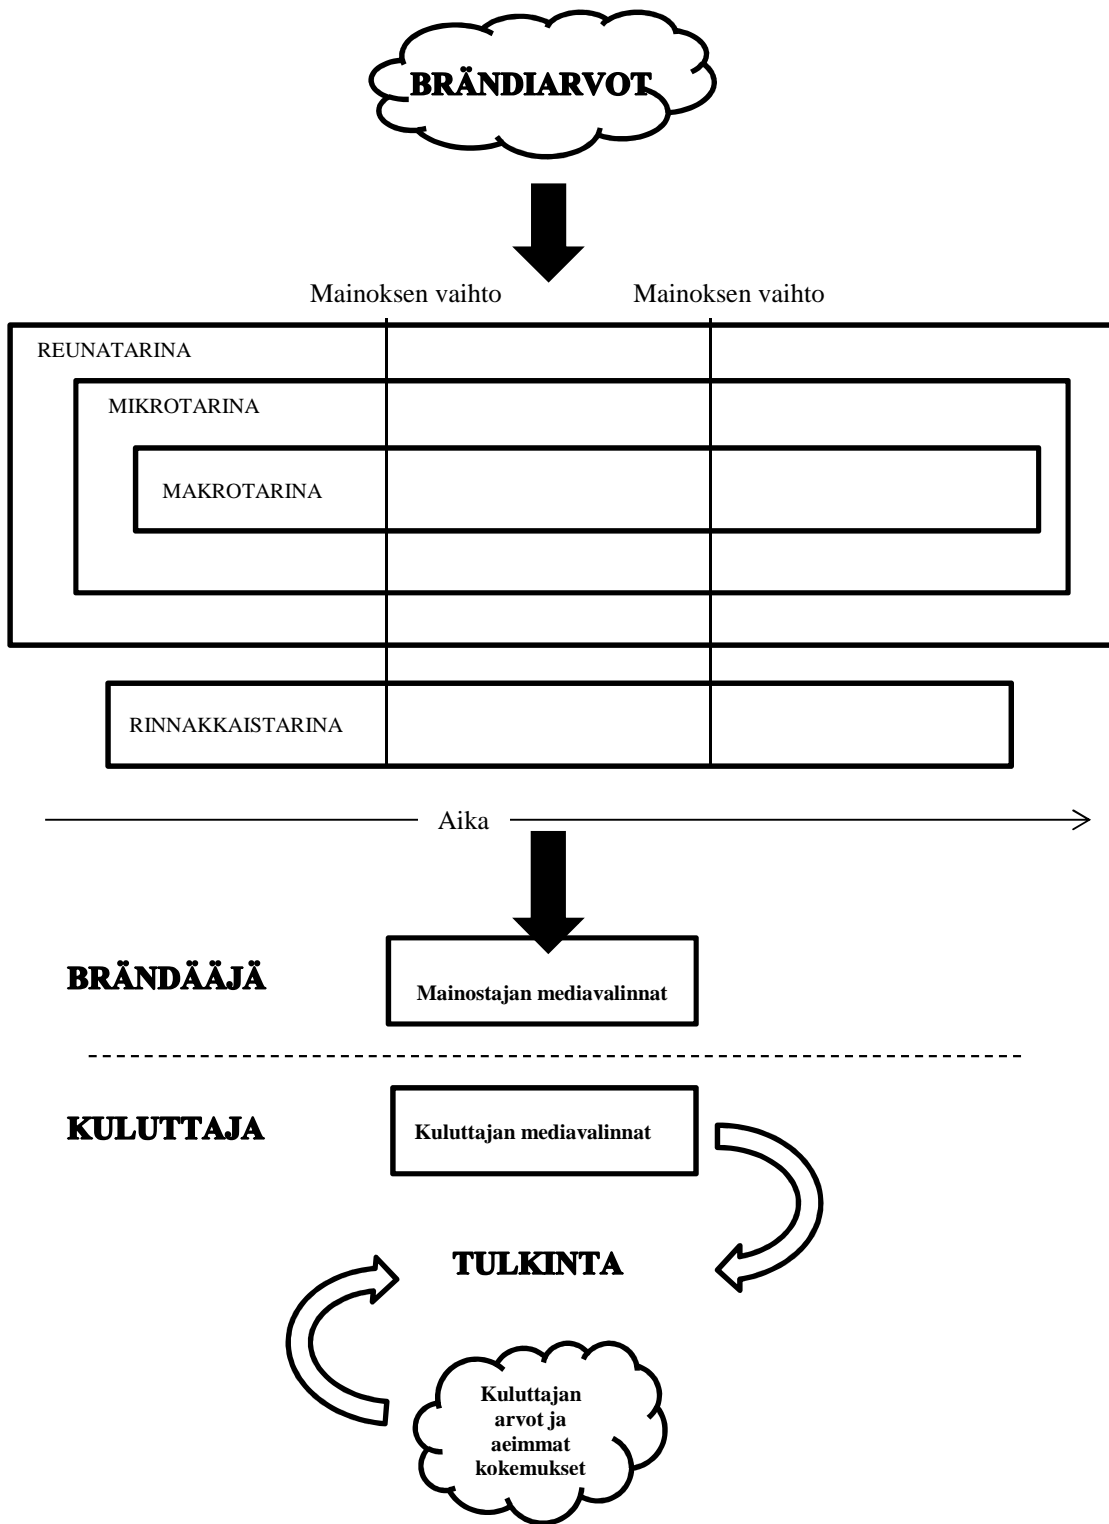 BRÄNDIARVOT
Mainoksen vaihto
Mainoksen vaihto
REUNATARINA
MIKROTARINA
MAKROTARINA
RINNAKKAISTARINA
Aika
BRÄNDÄÄJÄ
Mainostajan mediavalinnat
KULUTTAJA
Kuluttajan mediavalinnat
TULKINTA
Kuluttajan
arvot ja
aeimmat
kokemukset